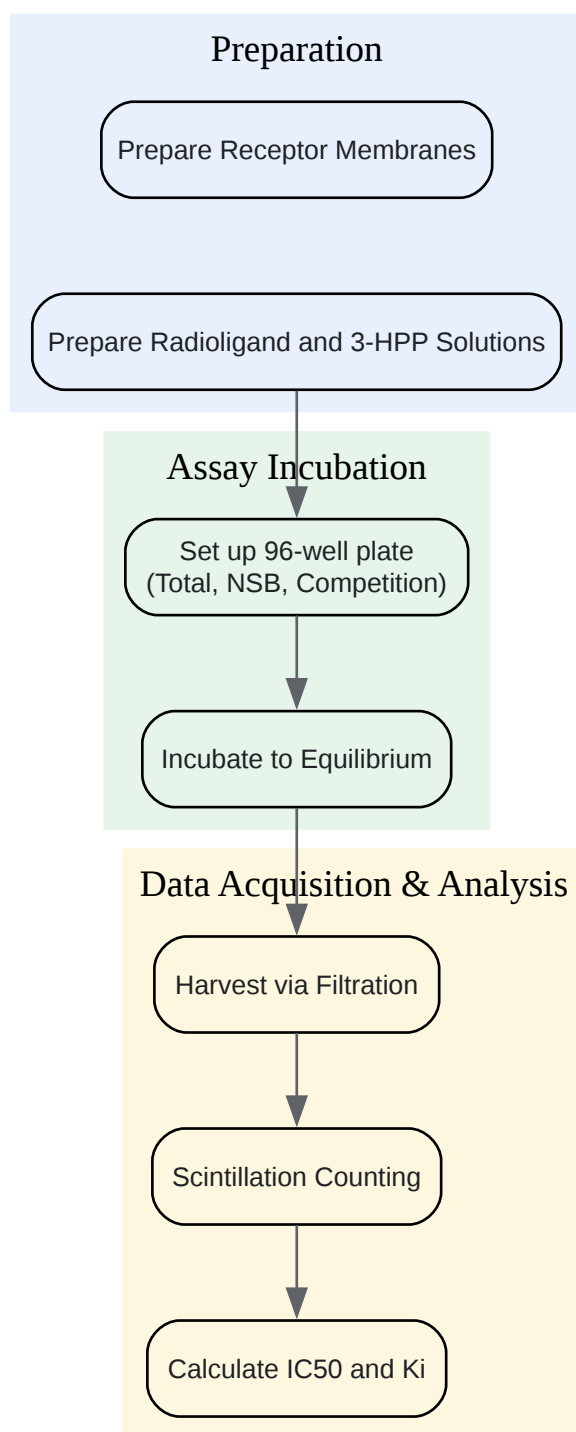 Preparation
Prepare Receptor Membranes
Prepare Radioligand and 3-HPP Solutions
Assay Incubation
Set up 96-well plate
(Total, NSB, Competition)
Incubate to Equilibrium
Data Acquisition & Analysis
Harvest via Filtration
Scintillation Counting
Calculate IC50 and Ki